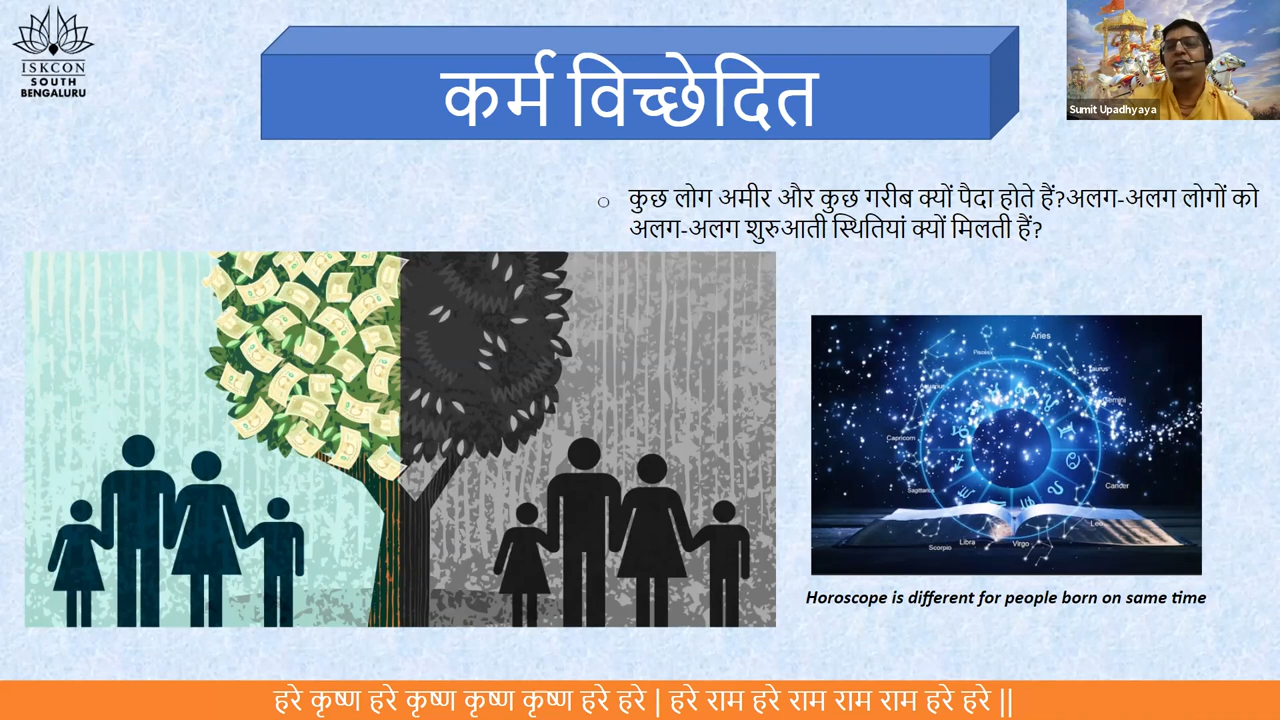 ISKCON
SOUTH
BENGALURU
कर्म विच्छेदित
Sumit Upadhyaya
कुछ लोग अमीर और कुछ गरीब क्यों पैदा होते हैं?अलग-अलग लोगों को
अलग-अलग शुरुआती स्थितियां क्यों मिलती हैं?
Aries
Pisces
Taurus
Aquarius
Gemini
Capricorn
Cancer
Sagittarius
Leo
Scorpio
Libra
Virgo
Horoscope is different for people born on same time
हरे कृष्ण हरे कृष्ण कृष्ण कृष्ण हरे हरे | हरे राम हरे राम राम राम हरे हरे ||